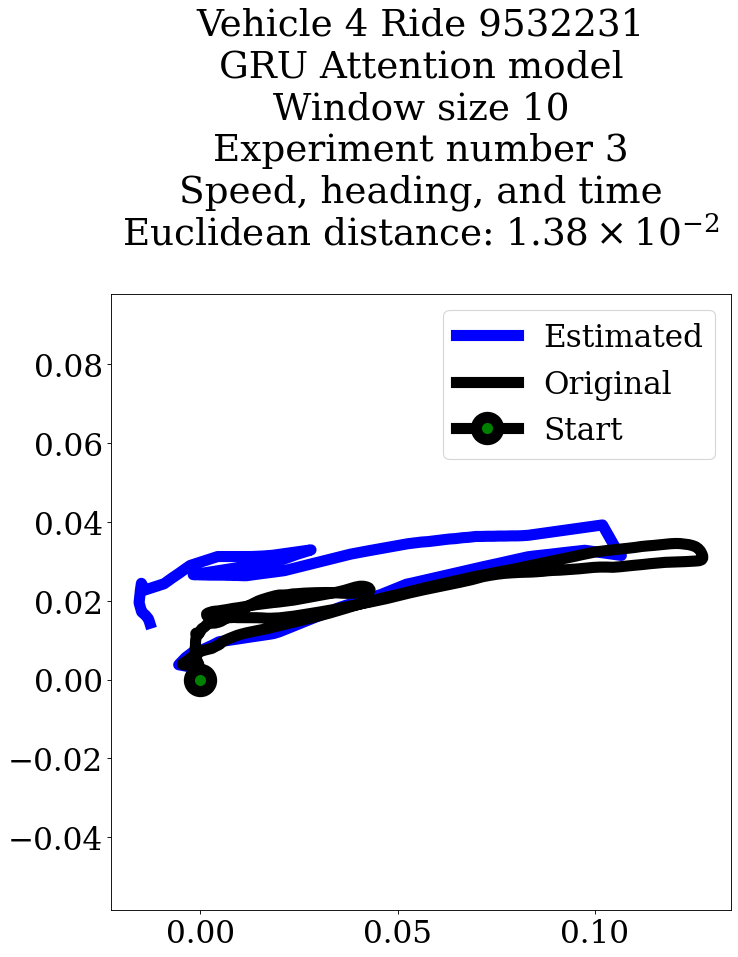 Vehicle 4 Ride 9532231
GRU Attention model
Window size 10
Experiment number 3
Speed, heading, and time
Euclidean distance: 1.38 × 10⁻²
Estimated
Original
Start
0.08
0.06
0.04
0.02
0.00
−0.02
−0.04
0.00 0.05 0.10